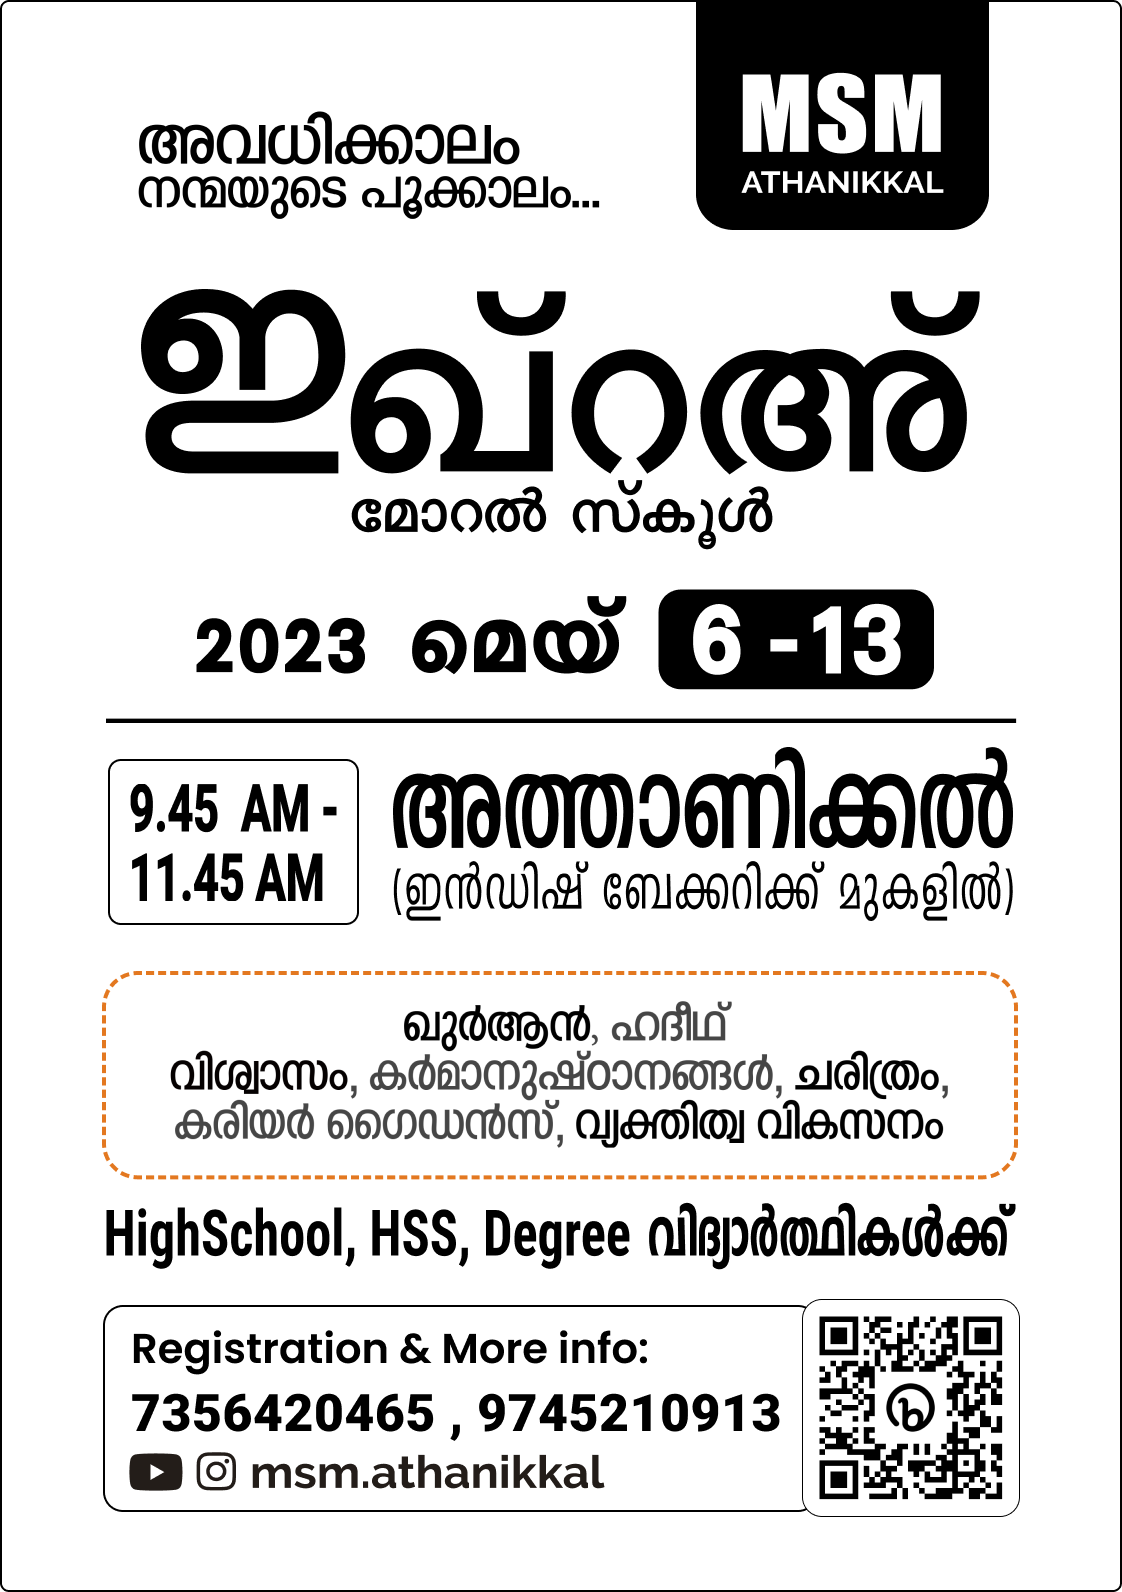 MSM
ATHANIKKAL
അവധിക്കാലം
നന്മയുടെ പൂക്കാലം...
ഇഖ്റഅ്
മോറൽ സ്കൂൾ
2023 മെയ് 6 - 13
9.45 AM -
11.45 AM
അത്താണിക്കൽ
(ഇൻഡിഷ് ബേക്കറിക്ക് മുകളിൽ)
ഖുർആൻ, ഹദീഥ്
വിശ്വാസം, കർമാനുഷ്ഠാനങ്ങൾ, ചരിത്രം,
കരിയർ ഗൈഡൻസ്, വ്യക്തിത്വ വികസനം
HighSchool, HSS, Degree വിദ്യാർത്ഥികൾക്ക്
Registration & More info:
7356420465 , 9745210913
msm.athanikkal